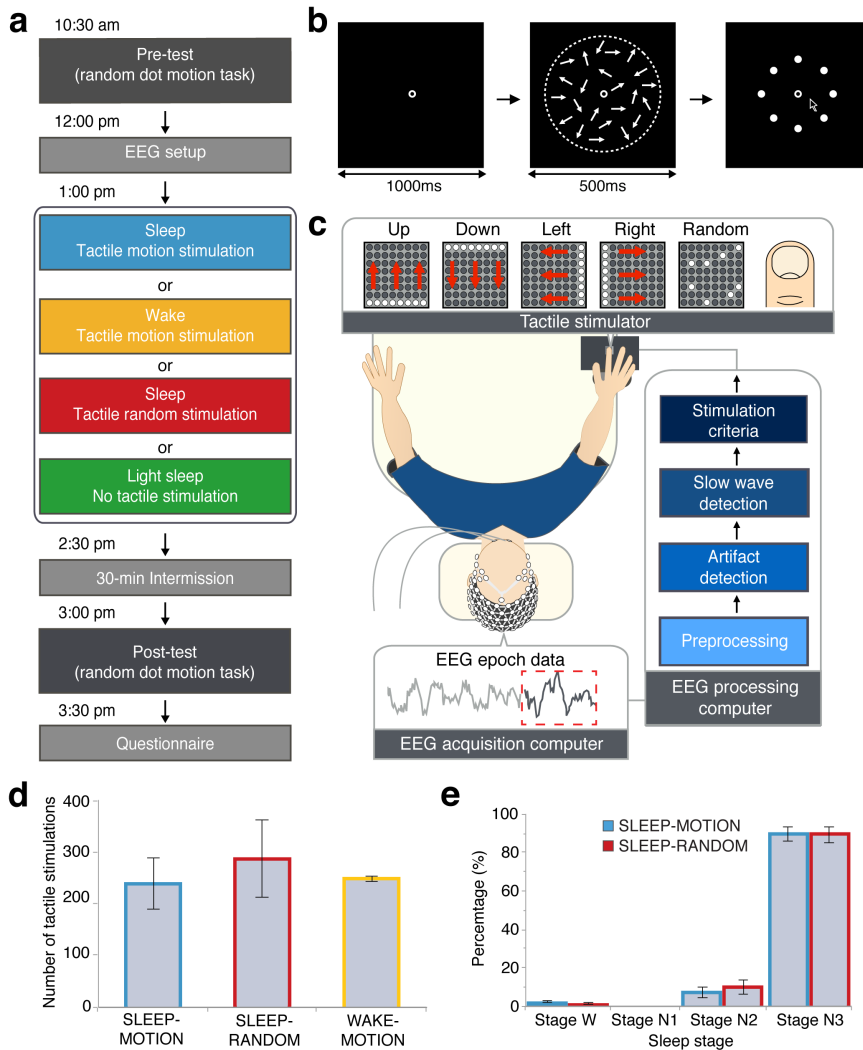 a
10:30 am
Pre-test
(random dot motion task)
12:00 pm
EEG setup
1:00 pm
Sleep
Tactile motion stimulation
or
Wake
Tactile motion stimulation
or
Sleep
Tactile random stimulation
or
Light sleep
No tactile stimulation
2:30 pm
30-min Intermission
3:00 pm
Post-test
(random dot motion task)
3:30 pm
Questionnaire
b
1000ms
500ms
c
Up
Down
Left
Right
Random
Tactile stimulator
Stimulation
criteria
Slow wave
detection
Artifact
detection
Preprocessing
EEG processing
computer
EEG epoch data
EEG acquisition computer
d
Number of tactile stimulations
400
300
200
100
0
SLEEP-
MOTION
SLEEP-
RANDOM
WAKE-
MOTION
e
Percemtage (%)
100
80
60
40
20
0
SLEEP-MOTION
SLEEP-RANDOM
Stage W
Stage N1
Stage N2
Stage N3
Sleep stage